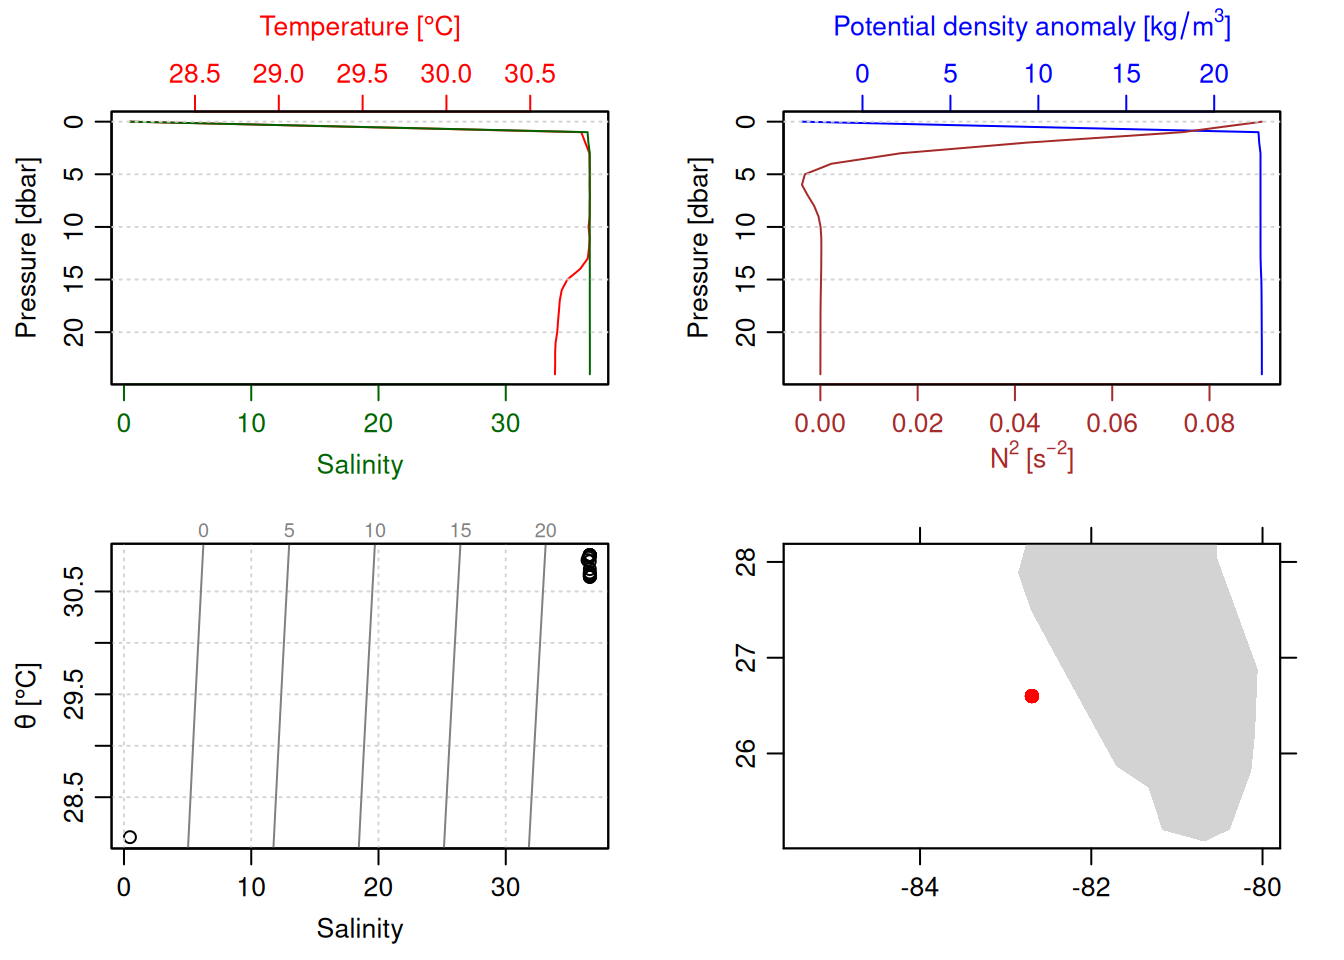 Temperature [°C]
28.5 29.0 29.5 30.0 30.5
Pressure [dbar]
0
5
10
15
20
0 10 20 30
Salinity
Potential density anomaly [kg/m³]
0 5 10 15 20
Pressure [dbar]
0
5
10
15
20
0.00 0.02 0.04 0.06 0.08
N² [s⁻²]
0 5 10 15 20
θ [°C]
30.5
29.5
28.5
0 10 20 30
Salinity
28
27
26
-84 -82 -80